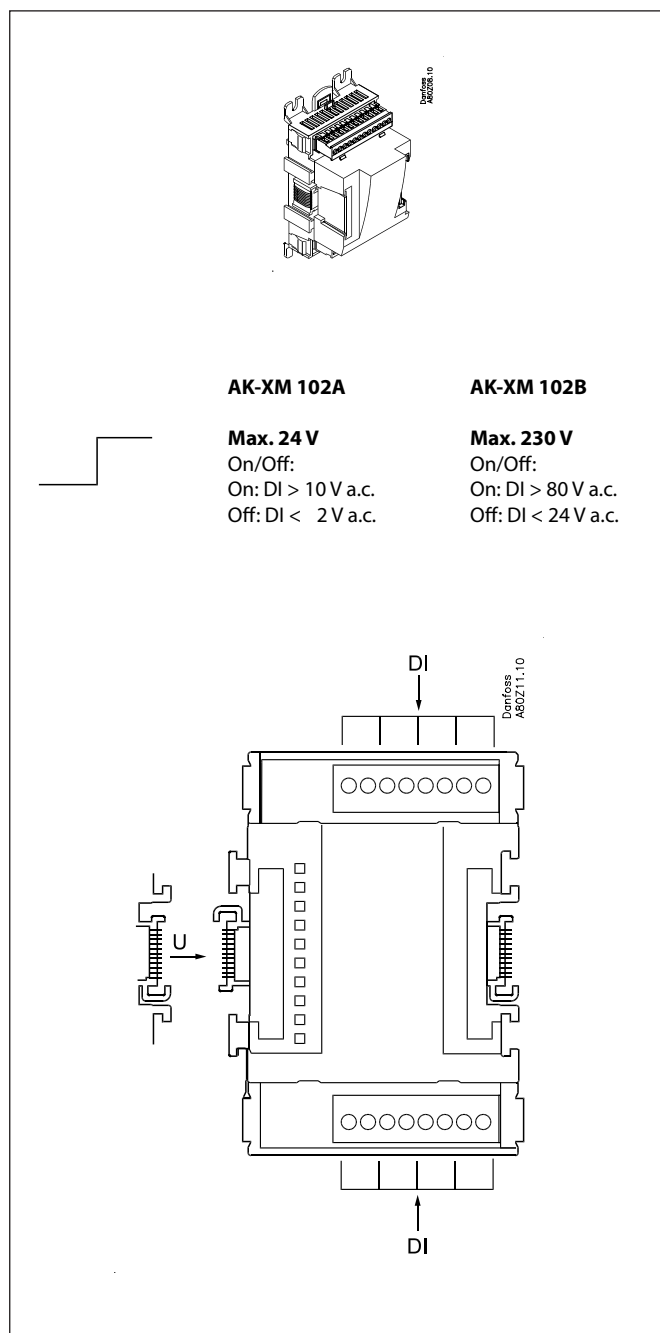 Danfoss
A80Z08.10
AK-XM 102A
Max. 24 V
On/Off:
On: DI > 10 V a.c.
Off: DI < 2 V a.c.
AK-XM 102B
Max. 230 V
On/Off:
On: DI > 80 V a.c.
Off: DI < 24 V a.c.
DI
Danfoss
A80Z11.10
U
DI